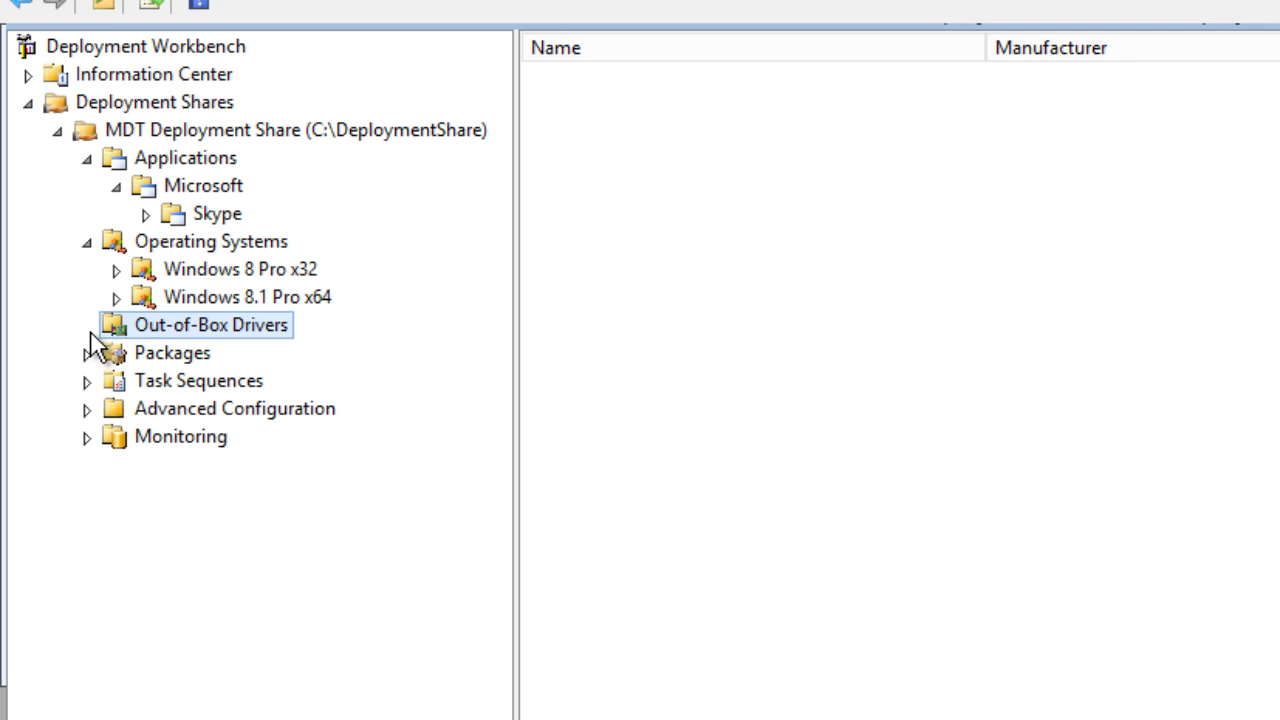 Deployment Workbench
Information Center
Deployment Shares
MDT Deployment Share (C:\DeploymentShare)
Applications
Microsoft
Skype
Operating Systems
Windows 8 Pro x32
Windows 8.1 Pro x64
Out-of-Box Drivers
Packages
Task Sequences
Advanced Configuration
Monitoring
Name Manufacturer